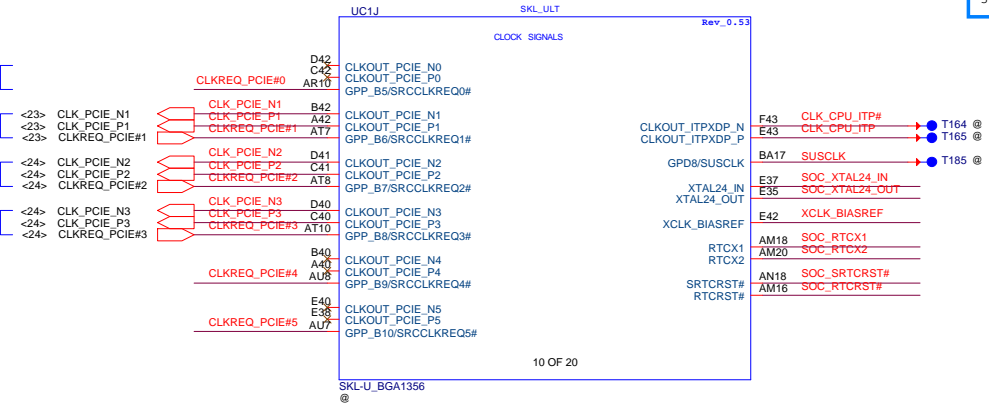 UC1J
SKL_ULT
Rev_0.53
CLOCK SIGNALS
D42
C42
CLKREQ_PCIE#0 AR10
CLKOUT_PCIE_N0
CLKOUT_PCIE_P0
GPP_B5/SRCCLKREQ0#
<23> CLK_PCIE_N1 CLK_PCIE_N1 B42 CLKOUT_PCIE_N1
<23> CLK_PCIE_P1 CLK_PCIE_P1 A42 CLKOUT_PCIE_P1
<23> CLKREQ_PCIE#1 CLKREQ_PCIE#1 AT7 GPP_B6/SRCCLKREQ1#
<24> CLK_PCIE_N2 CLK_PCIE_N2 D41 CLKOUT_PCIE_N2
<24> CLK_PCIE_P2 CLK_PCIE_P2 C41 CLKOUT_PCIE_P2
<24> CLKREQ_PCIE#2 CLKREQ_PCIE#2 AT8 GPP_B7/SRCCLKREQ2#
<24> CLK_PCIE_N3 CLK_PCIE_N3 D40 CLKOUT_PCIE_N3
<24> CLK_PCIE_P3 CLK_PCIE_P3 C40 CLKOUT_PCIE_P3
<24> CLKREQ_PCIE#3 CLKREQ_PCIE#3 AT10 GPP_B8/SRCCLKREQ3#
B40 CLKOUT_PCIE_N4
A40 CLKOUT_PCIE_P4
CLKREQ_PCIE#4 AU8 GPP_B9/SRCCLKREQ4#
E40 CLKOUT_PCIE_N5
E38 CLKOUT_PCIE_P5
CLKREQ_PCIE#5 AU7 GPP_B10/SRCCLKREQ5#
CLKOUT_ITPXDP_N F43 CLK_CPU_ITP# T164 @
CLKOUT_ITPXDP_P E43 CLK_CPU_ITP T165 @
GPD8/SUSCLK BA17 SUSCLK T185 @
XTAL24_IN E37 SOC_XTAL24_IN
XTAL24_OUT E35 SOC_XTAL24_OUT
XCLK_BIASREF E42 XCLK_BIASREF
RTCX1 AM18 SOC_RTCX1
RTCX2 AM20 SOC_RTCX2
SRTCRST# AN18 SOC_SRTCRST#
RTCRST# AM16 SOC_RTCRST#
10 OF 20
SKL-U_BGA1356
@